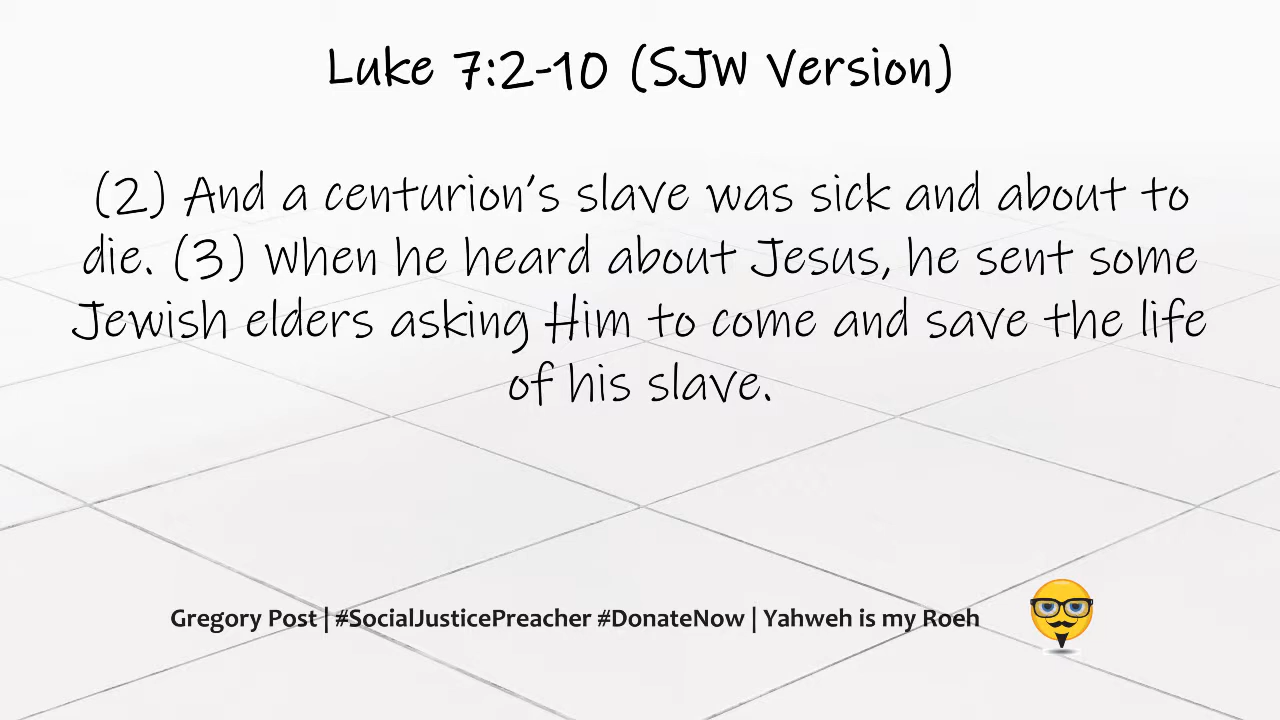 Luke 7:2-10 (SJW Version)
(2) And a centurion's slave was sick and about to
die. (3) When he heard about Jesus, he sent some
Jewish elders asking Him to come and save the life
of his slave.
Gregory Post | #SocialJusticePreacher #DonateNow | Yahweh is my Roeh